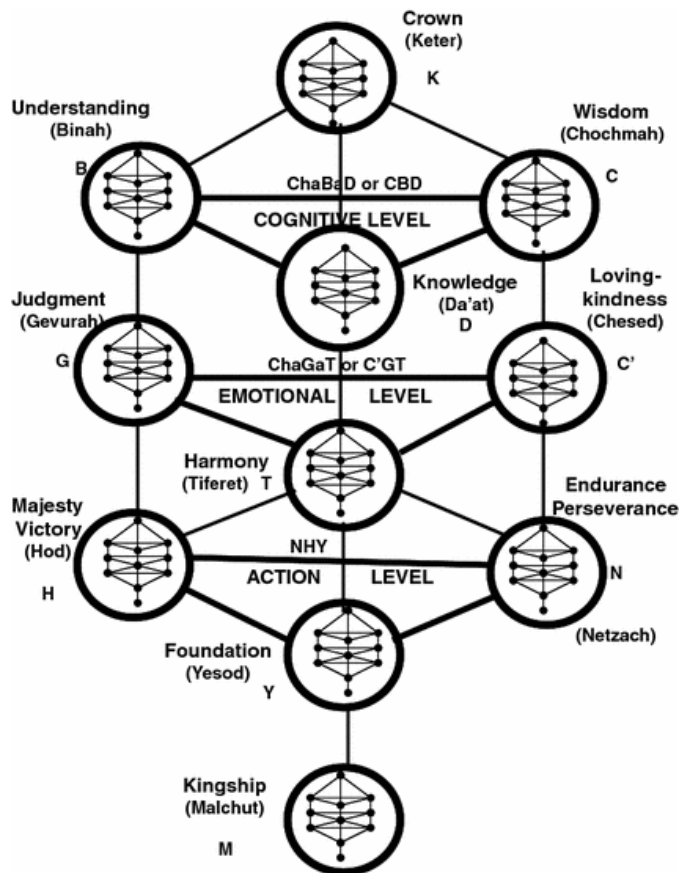 Crown
(Keter)
K
Understanding
(Binah)
B
Wisdom
(Chochmah)
C
ChaBaD or CBD
COGNITIVE LEVEL
Knowledge
(Da'at)
D
Loving-
kindness
(Chesed)
C'
Judgment
(Gevurah)
G
ChaGaT or C'GT
EMOTIONAL LEVEL
Harmony
(Tiferet) T
Majesty
Victory
(Hod)
H
Endurance
Perseverance
N
(Netzach)
NHY
ACTION LEVEL
Foundation
(Yesod)
Y
Kingship
(Malchut)
M